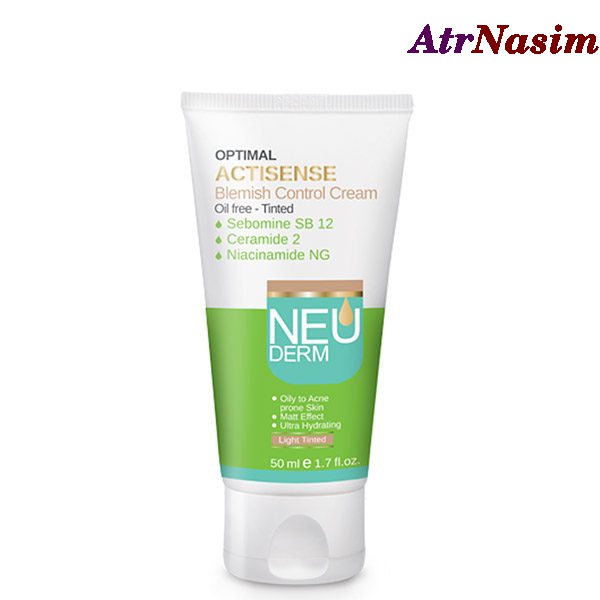 AtrNasim
OPTIMAL
ACTISENSE
Blemish Control Cream
Oil free - Tinted
Sebomine SB 12
Ceramide 2
Niacinamide NG
NEU
DERM
• Oily to Acne
prone Skin
• Matt Effect
• Ultra Hydrating
Light Tinted
50 ml e 1.7 fl.oz.